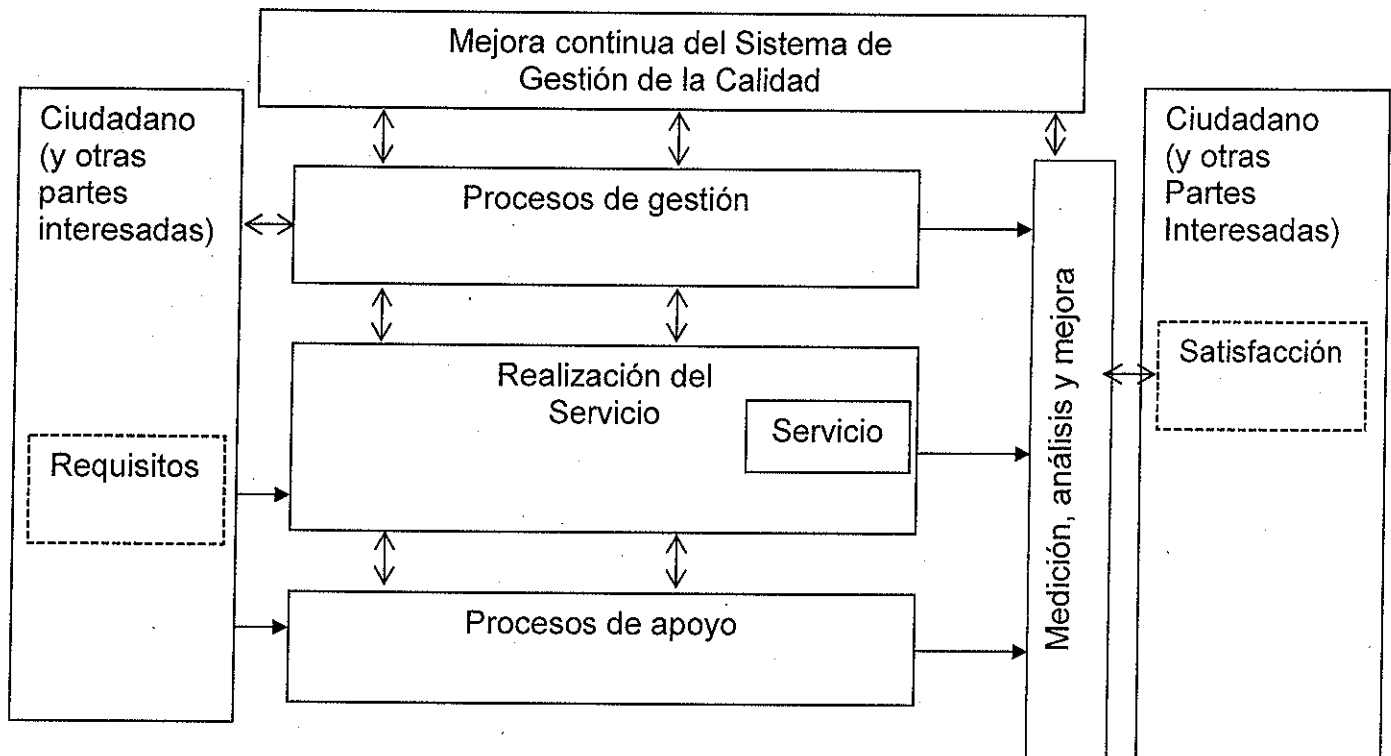 Mejora continua del Sistema de
Gestión de la Calidad
Ciudadano
(y otras
partes
interesadas)
Requisitos
Procesos de gestión
Realización del
Servicio
Servicio
Procesos de apoyo
Medición, análisis y mejora
Ciudadano
(y otras
Partes
Interesadas)
Satisfacción